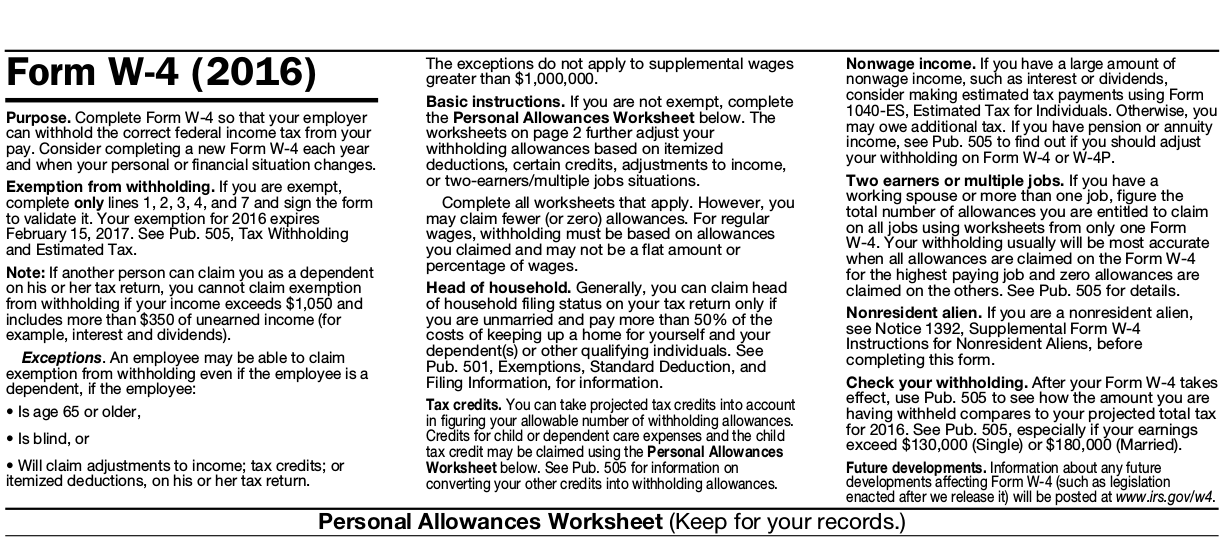 Form W-4 (2016)
Purpose. Complete Form W-4 so that your employer
can withhold the correct federal income tax from your
pay. Consider completing a new Form W-4 each year
and when your personal or financial situation changes.
Exemption from withholding. If you are exempt,
complete only lines 1, 2, 3, 4, and 7 and sign the form
to validate it. Your exemption for 2016 expires
February 15, 2017. See Pub. 505, Tax Withholding
and Estimated Tax.
Note: If another person can claim you as a dependent
on his or her tax return, you cannot claim exemption
from withholding if your income exceeds $1,050 and
includes more than $350 of unearned income (for
example, interest and dividends).
Exceptions. An employee may be able to claim
exemption from withholding even if the employee is a
dependent, if the employee:
• Is age 65 or older,
• Is blind, or
• Will claim adjustments to income; tax credits; or
itemized deductions, on his or her tax return.
The exceptions do not apply to supplemental wages
greater than $1,000,000.
Basic instructions. If you are not exempt, complete
the Personal Allowances Worksheet below. The
worksheets on page 2 further adjust your
withholding allowances based on itemized
deductions, certain credits, adjustments to income,
or two-earners/multiple jobs situations.
Complete all worksheets that apply. However, you
may claim fewer (or zero) allowances. For regular
wages, withholding must be based on allowances
you claimed and may not be a flat amount or
percentage of wages.
Head of household. Generally, you can claim head
of household filing status on your tax return only if
you are unmarried and pay more than 50% of the
costs of keeping up a home for yourself and your
dependent(s) or other qualifying individuals. See
Pub. 501, Exemptions, Standard Deduction, and
Filing Information, for information.
Tax credits. You can take projected tax credits into account
in figuring your allowable number of withholding allowances.
Credits for child or dependent care expenses and the child
tax credit may be claimed using the Personal Allowances
Worksheet below. See Pub. 505 for information on
converting your other credits into withholding allowances.
Nonwage income. If you have a large amount of
nonwage income, such as interest or dividends,
consider making estimated tax payments using Form
1040-ES, Estimated Tax for Individuals. Otherwise, you
may owe additional tax. If you have pension or annuity
income, see Pub. 505 to find out if you should adjust
your withholding on Form W-4 or W-4P.
Two earners or multiple jobs. If you have a
working spouse or more than one job, figure the
total number of allowances you are entitled to claim
on all jobs using worksheets from only one Form
W-4. Your withholding usually will be most accurate
when all allowances are claimed on the Form W-4
for the highest paying job and zero allowances are
claimed on the others. See Pub. 505 for details.
Nonresident alien. If you are a nonresident alien,
see Notice 1392, Supplemental Form W-4
Instructions for Nonresident Aliens, before
completing this form.
Check your withholding. After your Form W-4 takes
effect, use Pub. 505 to see how the amount you are
having withheld compares to your projected total tax
for 2016. See Pub. 505, especially if your earnings
exceed $130,000 (Single) or $180,000 (Married).
Future developments. Information about any future
developments affecting Form W-4 (such as legislation
enacted after we release it) will be posted at www.irs.gov/w4.
Personal Allowances Worksheet (Keep for your records.)